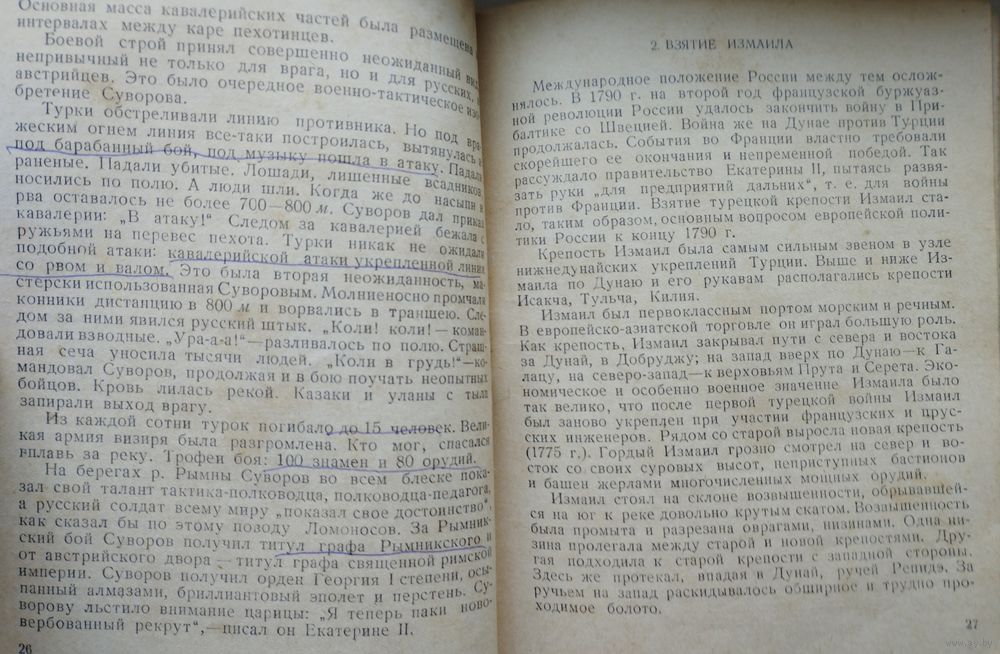 Основная масса кавалерийских частей была размещена
интервалах между каре пехотинцев.
Боевой строй принял совершенно неожиданный вид,
непривычный не только для врага, но и для русских,
австрийцев. Это было очередное военно-тактическое изо-
бретение Суворова.
Турки обстреливали линию противника. Но под вра-
жеским огнем линия все-таки построилась, вытянулась и
под барабанный бой, под музыку пошла в атаку. Падали
раненые. Падали убитые. Лошади, лишенные всадников,
носились по полю. А люди шли. Когда же до насыпи и
рва оставалось не более 700—800 м. Суворов дал приказ
кавалерии: „В атаку!" Следом за кавалерией бежала с
ружьями на перевес пехота. Турки никак не ожидали
подобной атаки: кавалерийской атаки укрепленной линии
со рвом и валом. Это была вторая неожиданность, ма-
стерски использованная Суворовым. Молниеносно промчали
конники дистанцию в 800 м и ворвались в траншею. Сле-
дом за ними явился русский штык. „Коли! коли! — коман-
довали взводные. „Ура-а-а!"—разливалось по полю. Страш-
ная сеча уносила тысячи людей. „Коли в грудь!"—ко-
мандовал Суворов, продолжая и в бою поучать неопытных
бойцов. Кровь лилась рекой. Казаки и уланы с тыла
запирали выход врагу.
Из каждой сотни турок погибало до 15 человек. Вели-
кая армия визиря была разгромлена. Кто мог, спасался
вплавь за реку. Трофеи боя: 100 знамен и 80 орудий.
На берегах р. Рымны Суворов во всем блеске пока-
зал свой талант тактика-полководца, полководца-педагога,
а русский солдат всему миру „показал свое достоинство",
как сказал бы по этому поводу Ломоносов. За Рымник-
ский бой Суворов получил титул графа Рымникского и
от австрийского двора — титул графа священной римской
империи. Суворов получил орден Георгия I степени, осы-
панный алмазами, бриллиантовый эполет и перстень. Су-
ворову льстило внимание царицы: „Я теперь паки ново-
вербованный рекрут",—писал он Екатерине II.
26
2. ВЗЯТИЕ ИЗМАИЛА
Международное положение России между тем ослож-
нялось. В 1790 г. на второй год французской буржуаз-
ной революции России удалось закончить войну в При-
балтике со Швецией. Война же на Дунае против Турции
продолжалась. События во Франции властно требовали
скорейшего ее окончания и непременной победой. Так
рассуждало правительство Екатерины II, пытаясь развя-
зать руки „для предприятий дальних", т. е. для войны
против Франции. Взятие турецкой крепости Измаил ста-
ло, таким образом, основным вопросом европейской поли-
тики России к концу 1790 г.
Крепость Измаил была самым сильным звеном в узле
нижнедунайских укреплений Турции. Выше и ниже Из-
маила по Дунаю и его рукавам располагались крепости
Исакча, Тульча, Килия.
Измаил был первоклассным портом морским и речным.
В европейско-азиатской торговле он играл большую роль.
Как крепость, Измаил закрывал пути с севера и востока
за Дунай, в Добруджу; на запад вверх по Дунаю—к Га-
лацу, на северо-запад—к верховьям Прута и Серета. Эко-
номическое и особенно военное значение Измаила было
так велико, что после первой турецкой войны Измаил
был заново укреплен при участии французских и прус-
ских инженеров. Рядом со старой выросла новая крепость
(1775 г.). Гордый Измаил грозно смотрел на север и во-
сток со своих суровых высот, неприступных бастионов
и башен жерлами многочисленных мощных орудий.
Измаил стоял на склоне возвышенности, обрывавшей-
ся на юг к реке довольно крутым скатом. Возвышенность
была промыта и разрезана оврагами, низинами. Одна ни-
зина пролегала между старой и новой крепостями. Дру-
гая подходила к старой крепости с западной стороны.
Здесь же протекал, впадая в Дунай, ручей Репидэ. За
ручьем на запад раскидывалось обширное и трудно про-
ходимое болото.
27
www.ay.by